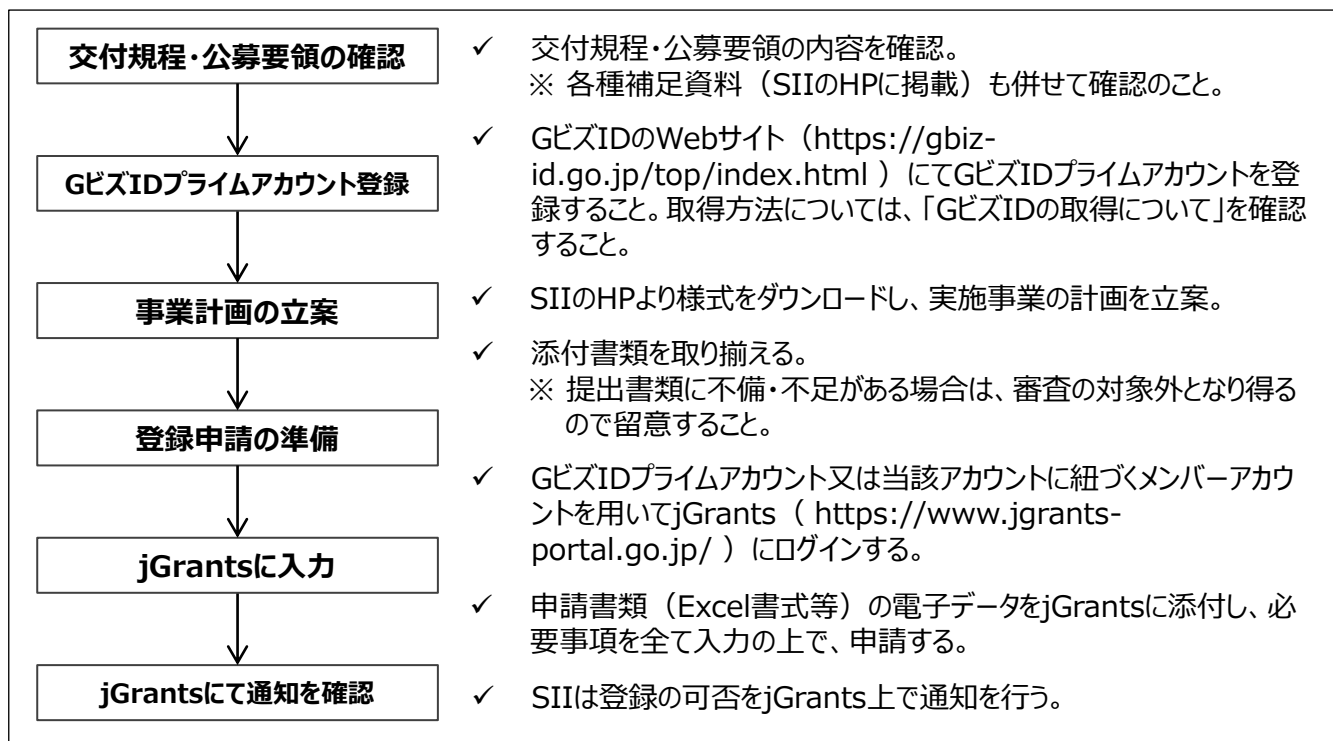 交付規程・公募要領の確認
✓ 交付規程・公募要領の内容を確認。
※ 各種補足資料（SIIのHPに掲載）も併せて確認のこと。
GビズIDプライムアカウント登録
✓ GビズIDのWebサイト（https://gbiz-
id.go.jp/top/index.html ）にてGビズIDプライムアカウントを登
録すること。取得方法については、「GビズIDの取得について」を確認
すること。
事業計画の立案
✓ SIIのHPより様式をダウンロードし、実施事業の計画を立案。
登録申請の準備
✓ 添付書類を取り揃える。
※ 提出書類に不備・不足がある場合は、審査の対象外となり得る
ので留意すること。
jGrantsに入力
✓ GビズIDプライムアカウント又は当該アカウントに紐づくメンバーアカウ
ントを用いてjGrants（ https://www.jgrants-
portal.go.jp/ ）にログインする。
✓ 申請書類（Excel書式等）の電子データをjGrantsに添付し、必
要事項を全て入力の上で、申請する。
jGrantsにて通知を確認
✓ SIIは登録の可否をjGrants上で通知を行う。